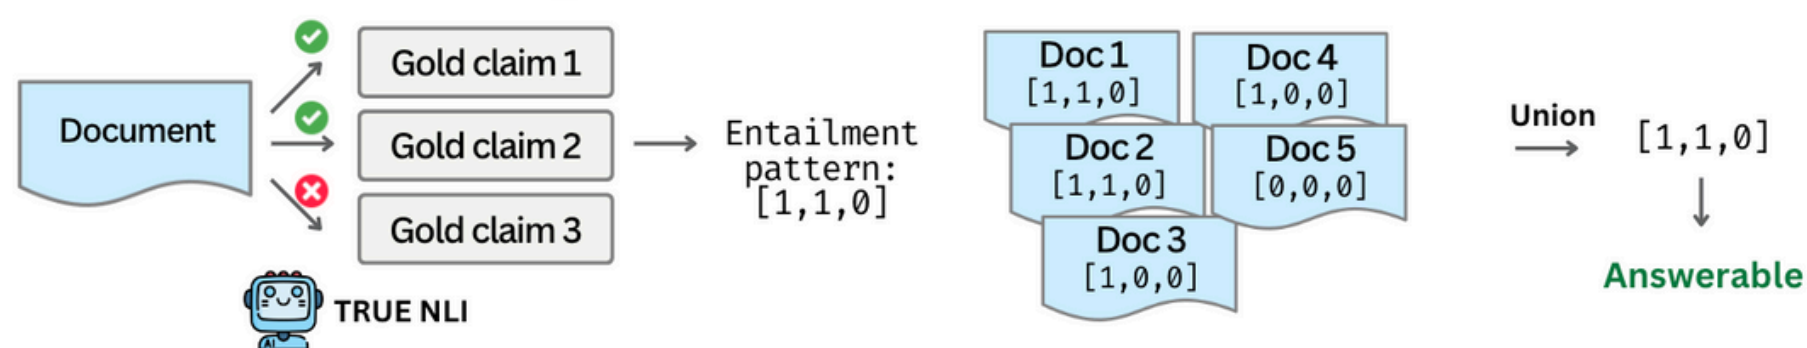 Document
Gold claim 1
Gold claim 2
Gold claim 3
TRUE NLI
AI
Entailment
pattern:
[1,1,0]
Doc 1
[1,1,0]
Doc 4
[1,0,0]
Doc 2
[1,1,0]
Doc 5
[0,0,0]
Doc 3
[1,0,0]
Union
[1,1,0]
Answerable